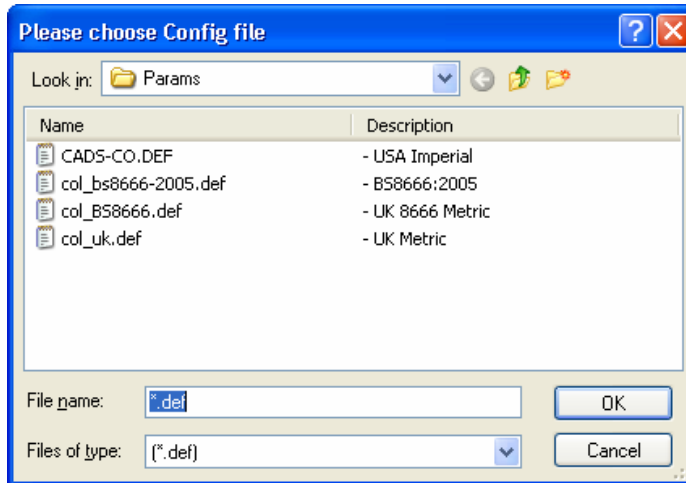 Please choose Config file
Look in: Params
Name Description
CADS-CO.DEF - USA Imperial
col_bs8666-2005.def - BS8666:2005
col_BS8666.def - UK 8666 Metric
col_uk.def - UK Metric
File name: *.def OK
Files of type: (*.def) Cancel